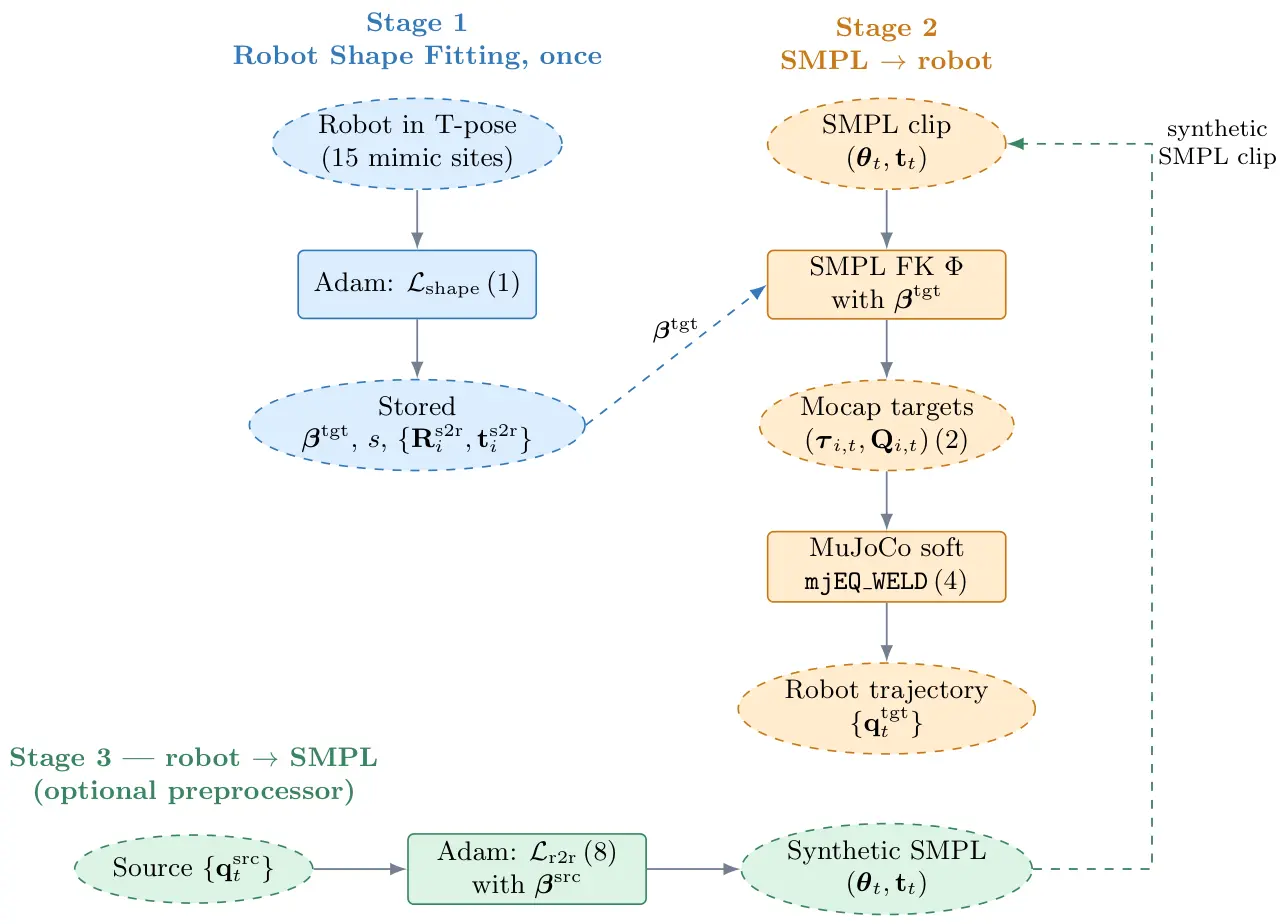 Stage 1
Robot Shape Fitting, once
Robot in T-pose
(15 mimic sites)
Adam: 𝓛_shape (1)
Stored
𝜷^tgt, s, {𝐑_i^s2r, 𝐭_i^s2r}
𝜷^tgt
Stage 2
SMPL → robot
SMPL clip
(𝜽_t, 𝐭_t)
SMPL FK Φ
with 𝜷^tgt
Mocap targets
(𝝉_i,t, 𝐐_i,t) (2)
MuJoCo soft
mjEQ_WELD (4)
Robot trajectory
{𝐪_t^tgt}
synthetic
SMPL clip
Stage 3 — robot → SMPL
(optional preprocessor)
Source {𝐪_t^src}
Adam: 𝓛_r2r (8)
with 𝜷^src
Synthetic SMPL
(𝜽_t, 𝐭_t)